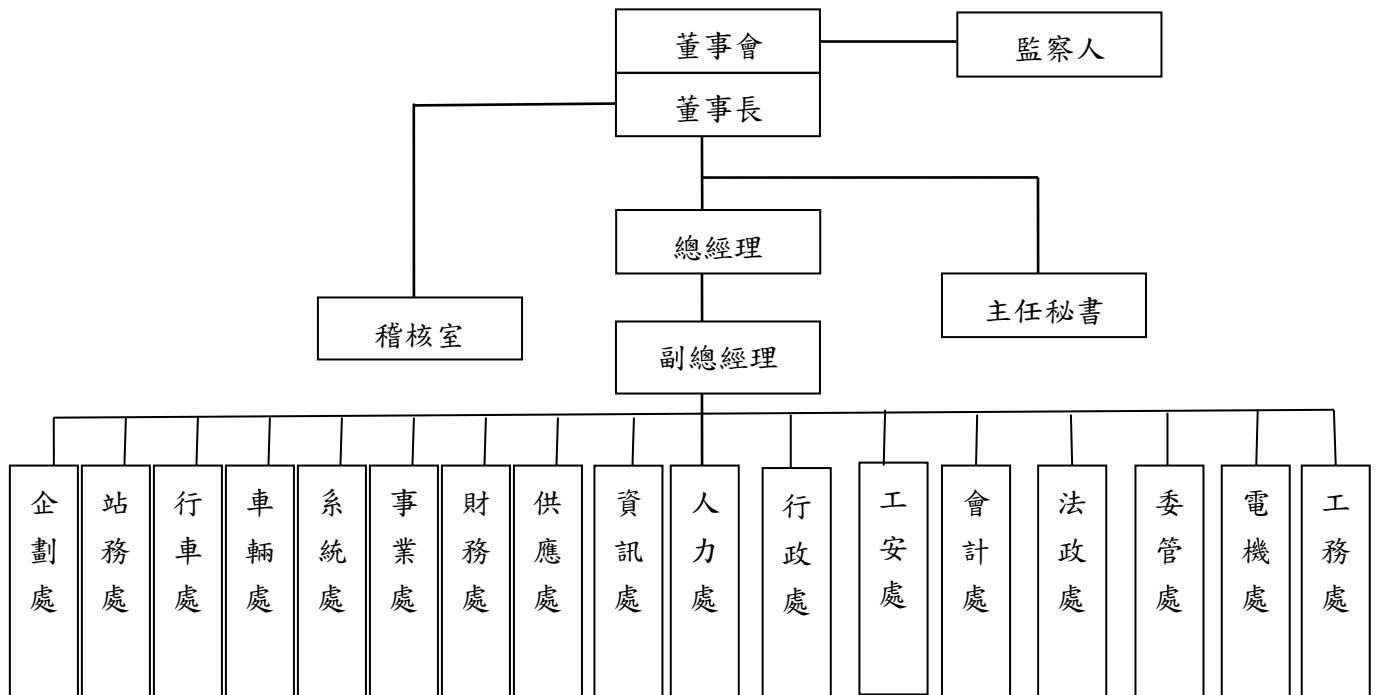 董事會
監察人
董事長
總經理
主任秘書
稽核室
副總經理
企劃處
站務處
行車處
車輛處
系統處
事業處
財務處
供應處
資訊處
人力處
行政處
工安處
會計處
法政處
委管處
電機處
工務處